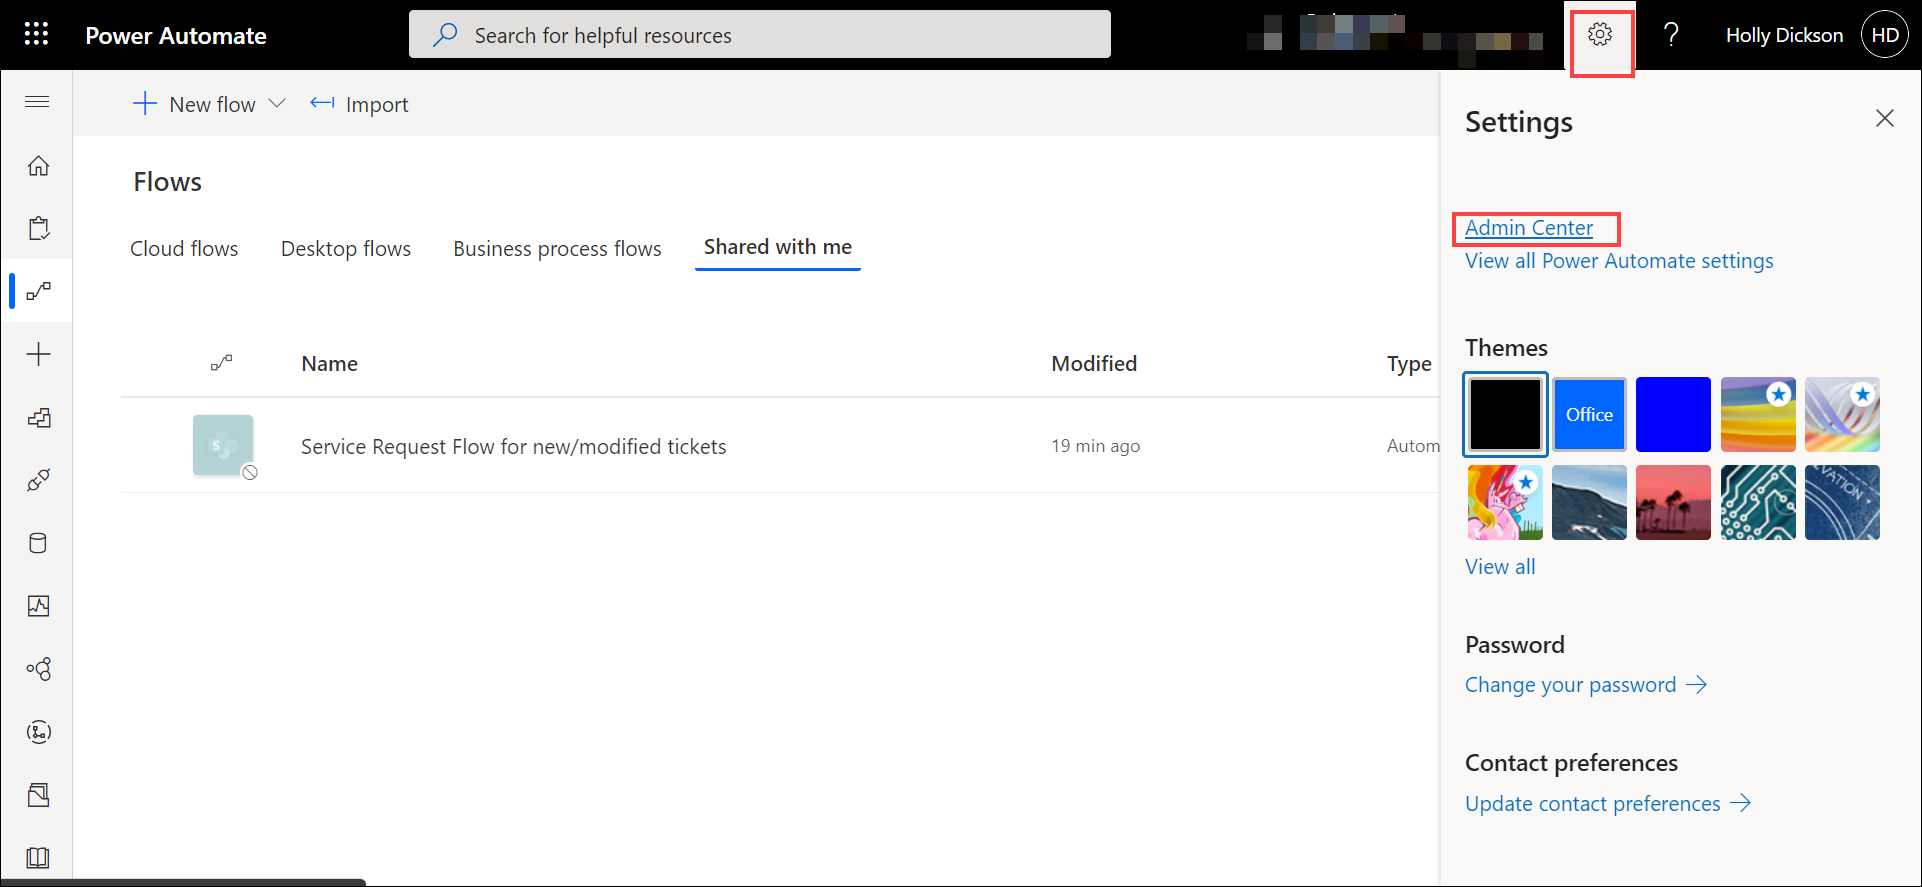 Power Automate
Search for helpful resources
?
Holly Dickson
HD
New flow
Import
Flows
Cloud flows
Desktop flows
Business process flows
Shared with me
Name
Modified
Type
S
Service Request Flow for new/modified tickets
19 min ago
Autom
Settings
Admin Center
View all Power Automate settings
Themes
Office
VATION
View all
Password
Change your password
Contact preferences
Update contact preferences